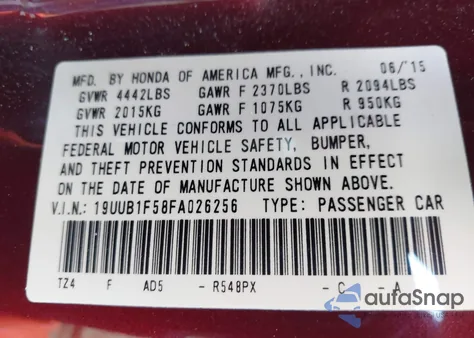 MFD. BY HONDA OF AMERICA MFG., INC. 06/15
GVWR 4442LBS GAWR F 2370LBS R 2094LBS
GVWR 2015KG GAWR F 1075KG R 950KG
THIS VEHICLE CONFORMS TO ALL APPLICABLE
FEDERAL MOTOR VEHICLE SAFETY, BUMPER,
AND THEFT PREVENTION STANDARDS IN EFFECT
ON THE DATE OF MANUFACTURE SHOWN ABOVE.
V.I.N.: 19UUB1F58FA026256 TYPE: PASSENGER CAR
TZ4 F AD5 - R548PX - C - A
autaSnap